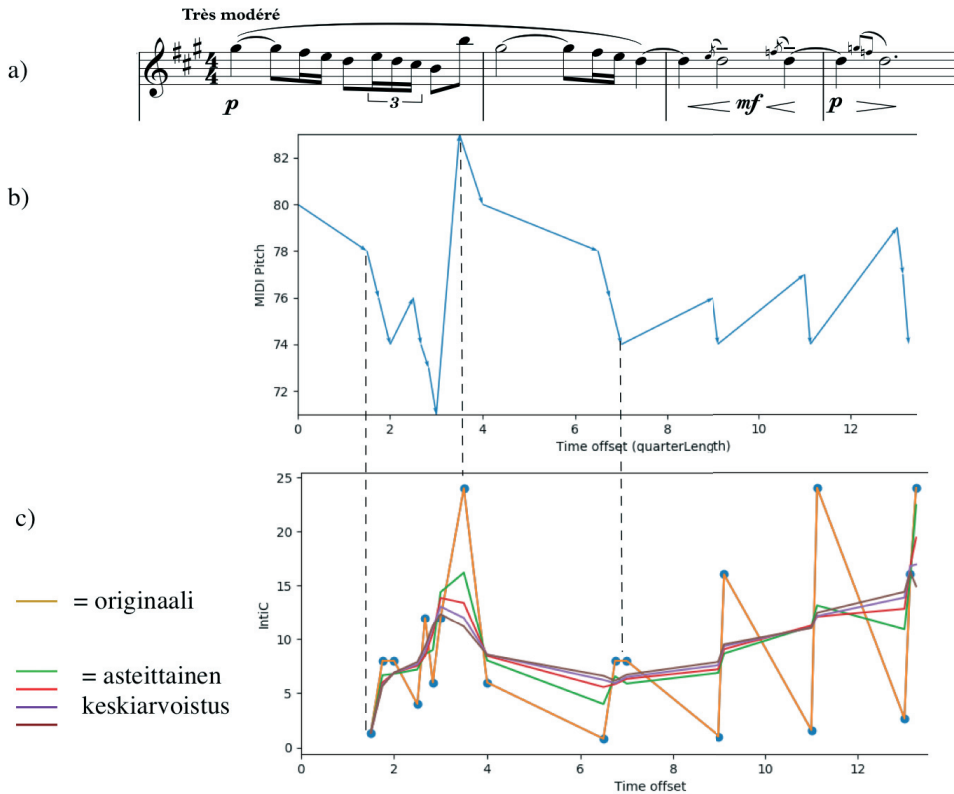 Très modéré
a)
4
4
p
3
mf
p
b)
82
80
78
76
74
72
MIDI Pitch
0 2 4 6 8 10 12
Time offset (quarterLength)
c)
25
20
15
10
5
0
IntiC
0 2 4 6 8 10 12
Time offset
= originaali
= asteittainen
keskiarvoistus